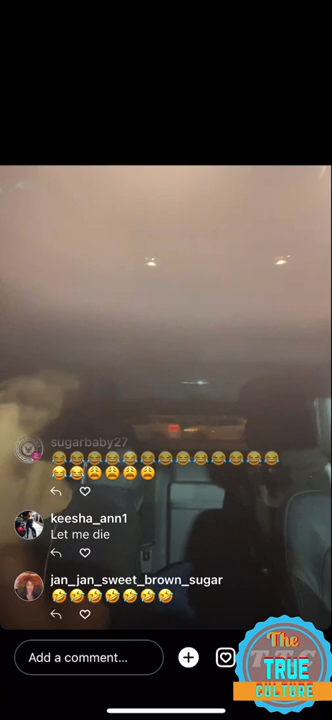 sugarbaby27
😂😂😂😂😂😂😂😂😂😂😂😂😂
😂😂😩😩😩😩
keesha_ann1
Let me die
jan_jan_sweet_brown_sugar
🤣🤣🤣🤣🤣🤣🤣
Add a comment...
The
TRUE
CULTURE